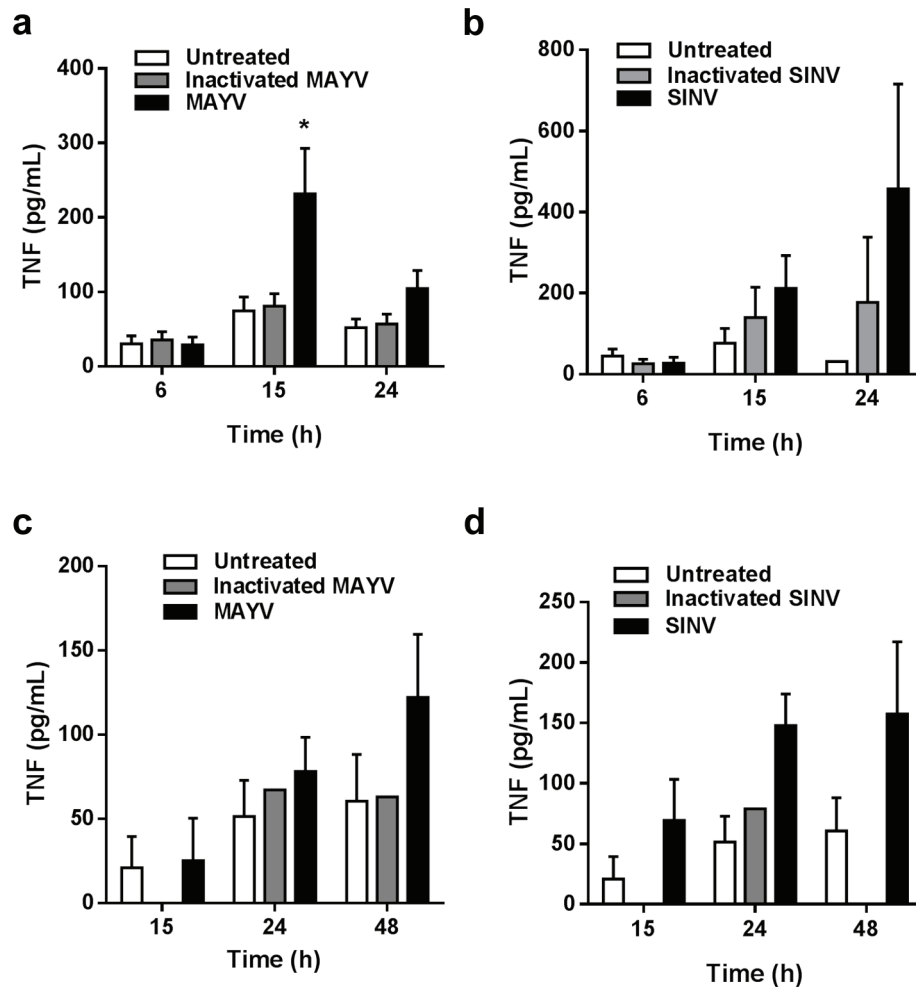 a
Untreated
Inactivated MAYV
MAYV
400
300
200
100
0
TNF (pg/mL)
*
6 15 24
Time (h)
b
Untreated
Inactivated SINV
SINV
800
600
400
200
0
TNF (pg/mL)
6 15 24
Time (h)
c
Untreated
Inactivated MAYV
MAYV
200
150
100
50
0
TNF (pg/mL)
15 24 48
Time (h)
d
Untreated
Inactivated SINV
SINV
250
200
150
100
50
0
TNF (pg/mL)
15 24 48
Time (h)